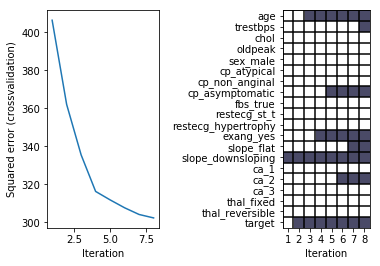 Squared error (crossvalidation)
400
380
360
340
320
300
2.5 5.0 7.5
Iteration
age
trestbps
chol
oldpeak
sex_male
cp_atypical
cp_non_anginal
cp_asymptomatic
fbs_true
restecg_st_t
restecg_hypertrophy
exang_yes
slope_flat
slope_downsloping
ca_1
ca_2
ca_3
thal_fixed
thal_reversible
target
1 2 3 4 5 6 7 8
Iteration